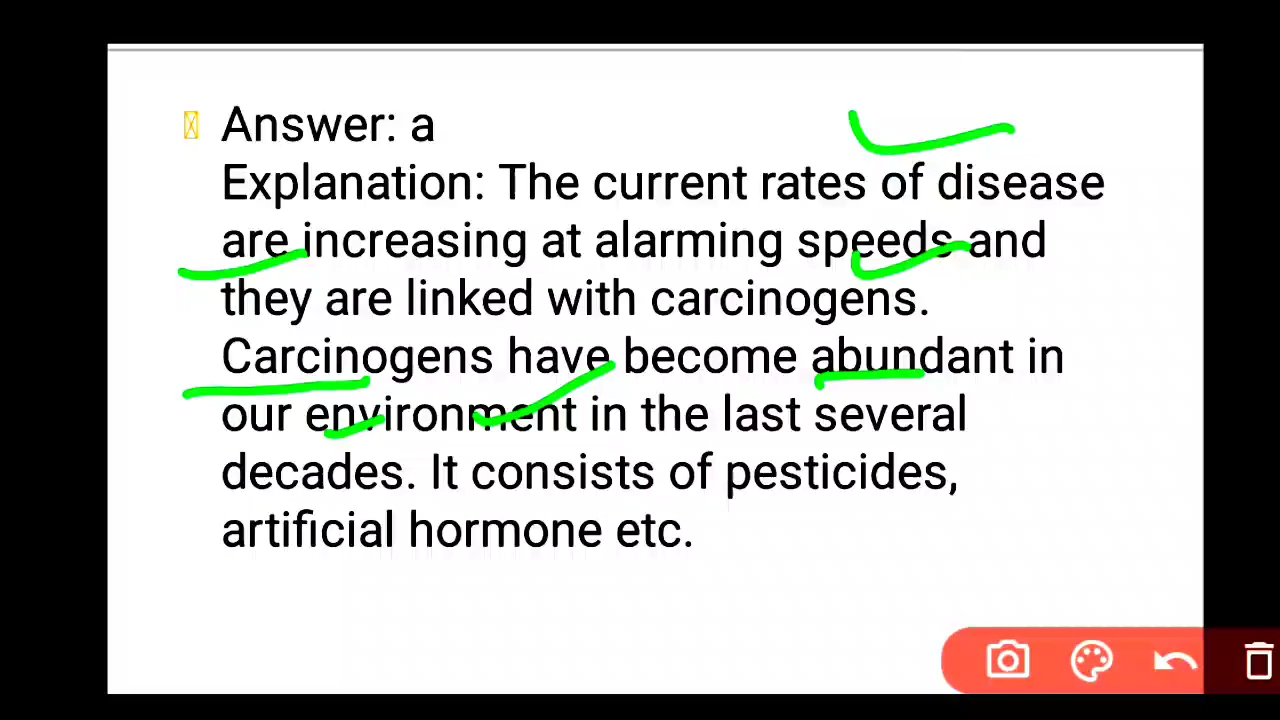 Answer: a
Explanation: The current rates of disease
are increasing at alarming speeds and
they are linked with carcinogens.
Carcinogens have become abundant in
our environment in the last several
decades. It consists of pesticides,
artificial hormone etc.